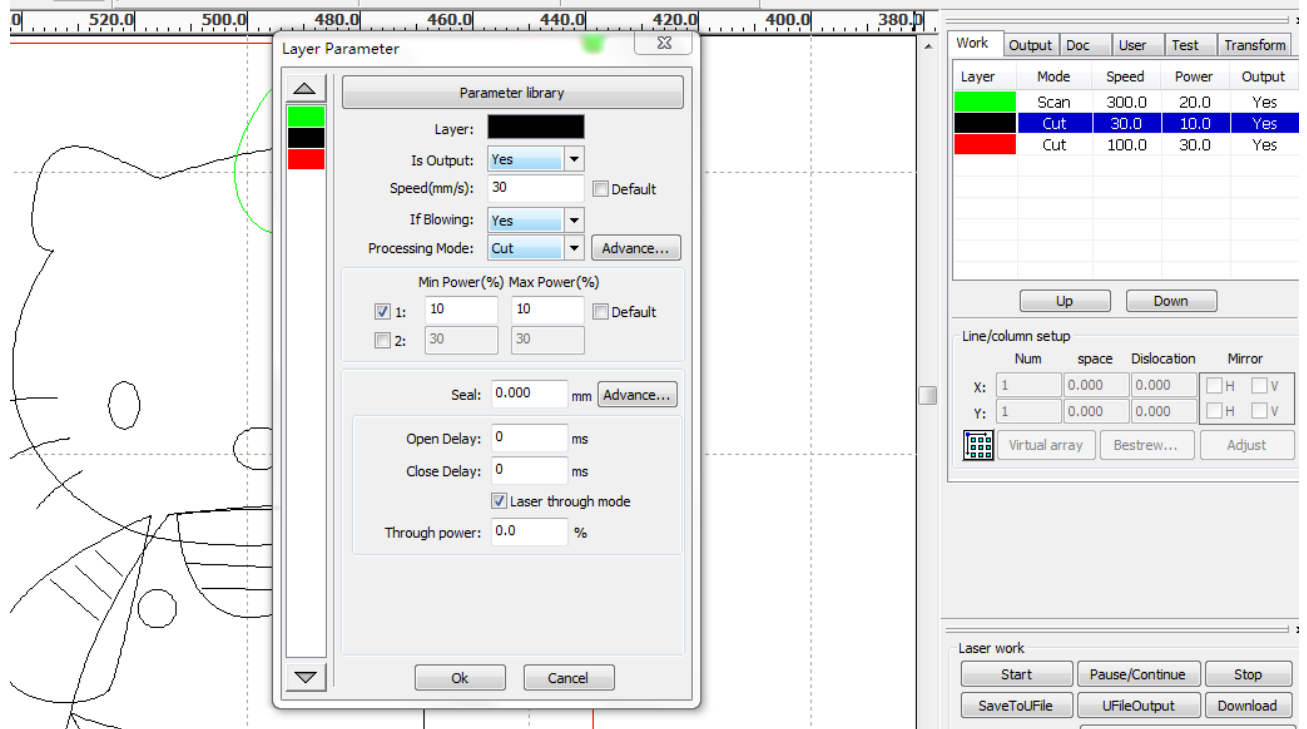 0 520.0 500.0 480.0 460.0 440.0 420.0 400.0 380.0
Layer Parameter
Parameter library
Layer:
Is Output: Yes
Speed(mm/s): 30 Default
If Blowing: Yes
Processing Mode: Cut Advance...
Min Power(%) Max Power(%)
1: 10 10 Default
2: 30 30
Seal: 0.000 mm Advance...
Open Delay: 0 ms
Close Delay: 0 ms
Laser through mode
Through power: 0.0 %
Ok Cancel
Work Output Doc User Test Transform
Layer Mode Speed Power Output
Scan 300.0 20.0 Yes
Cut 30.0 10.0 Yes
Cut 100.0 30.0 Yes
Up Down
Line/column setup
Num space Dislocation Mirror
X: 1 0.000 0.000 H V
Y: 1 0.000 0.000 H V
Virtual array Bestrew... Adjust
Laser work
Start Pause/Continue Stop
SaveToUFile UFileOutput Download